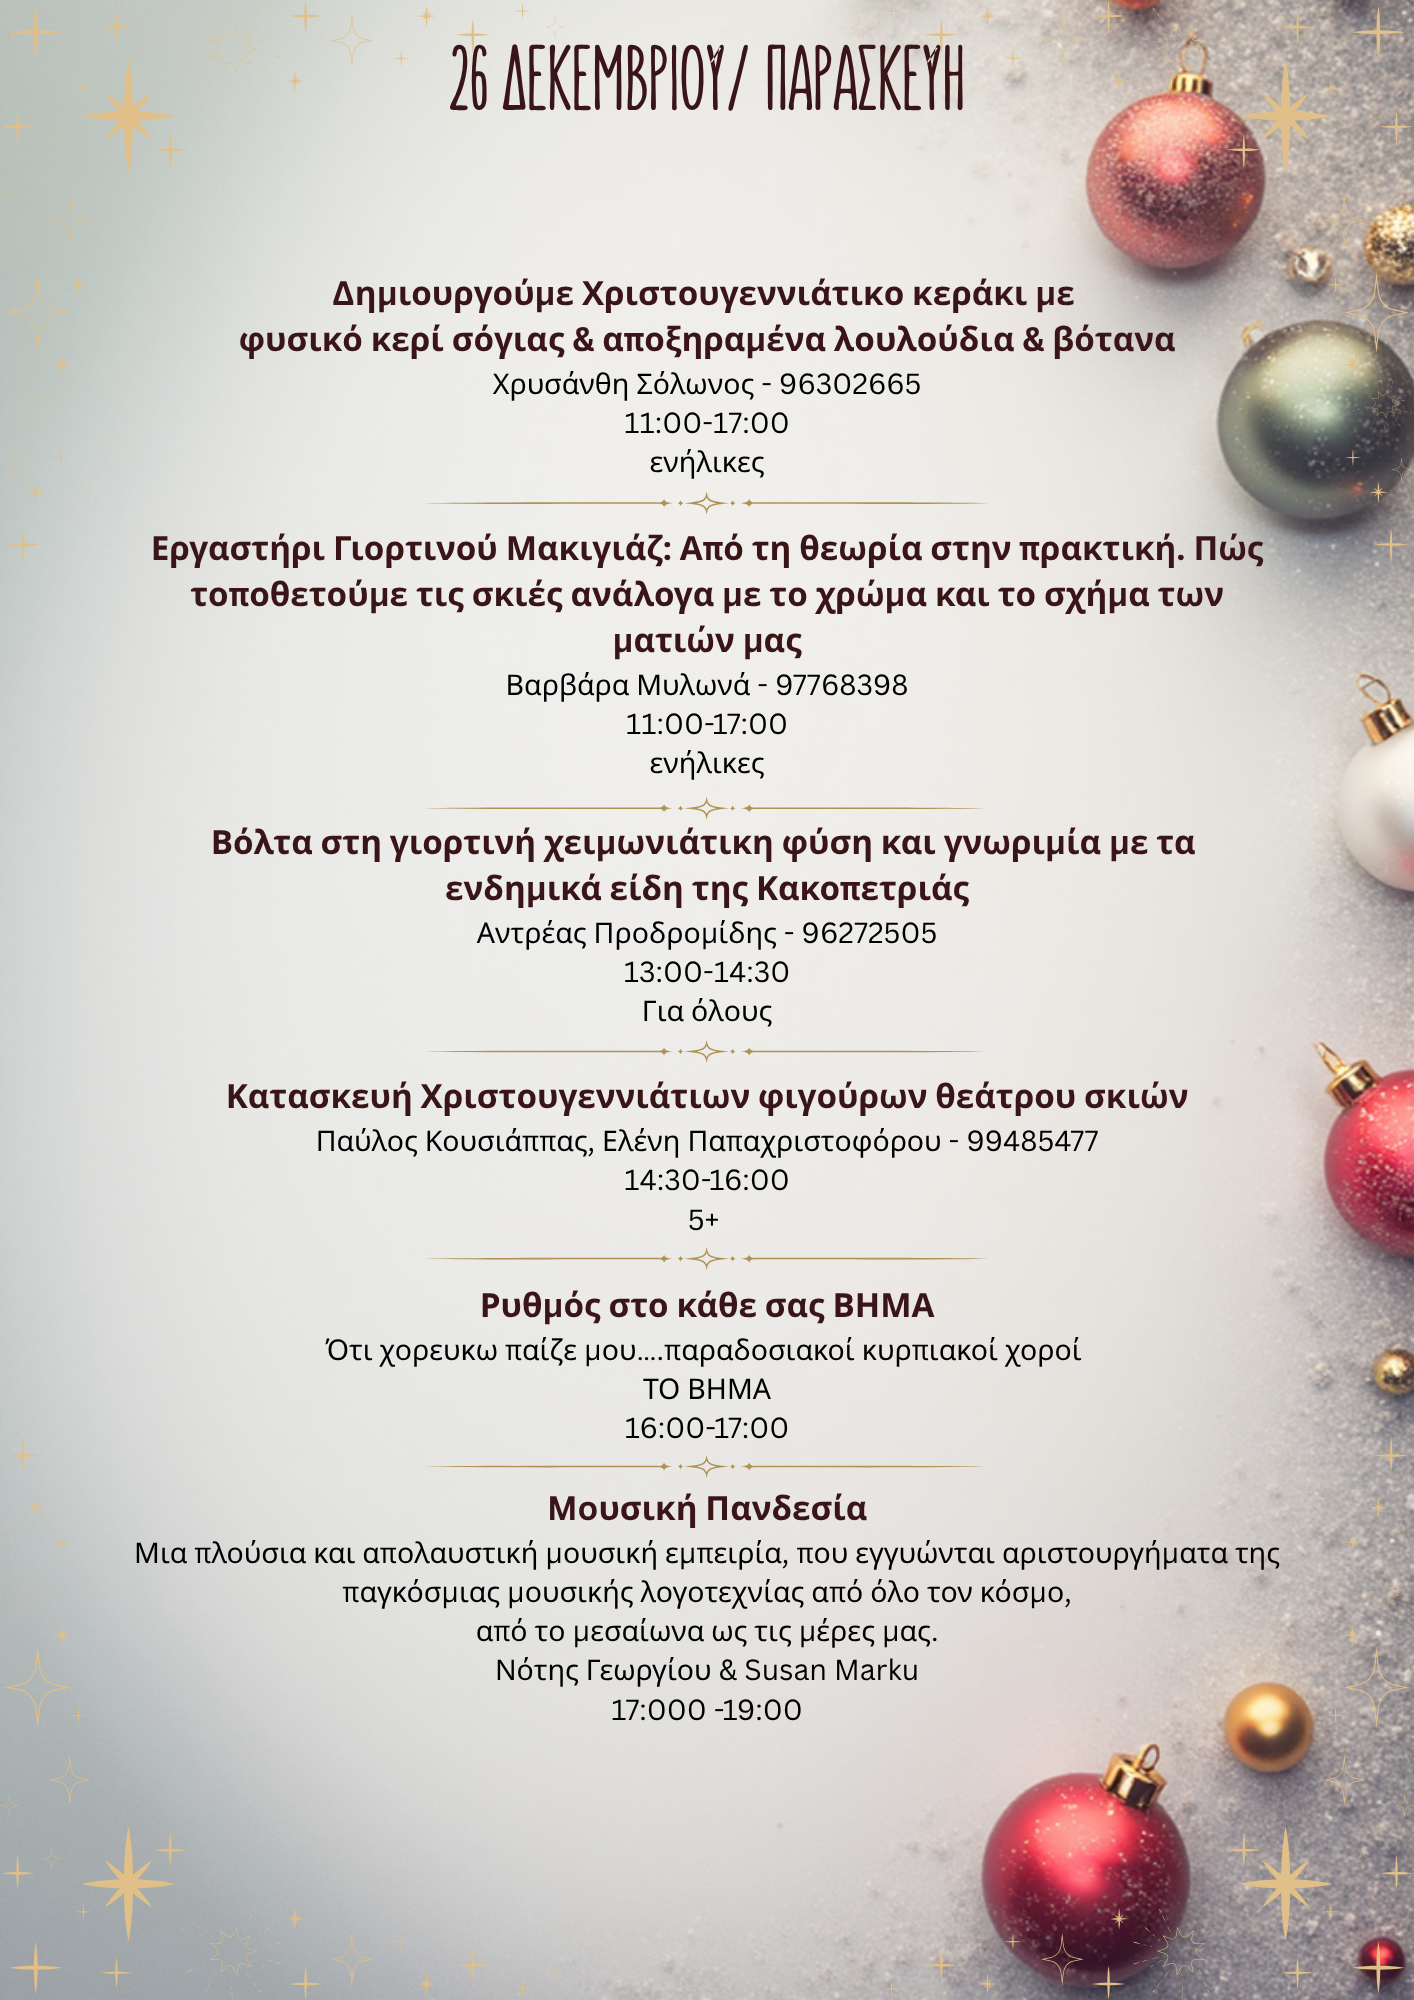 26 ΔΕΚΕΜΒΡΙΟΥ/ ΠΑΡΑΣΚΕΥΗ
Δημιουργούμε Χριστουγεννιάτικο κεράκι με
φυσικό κερί σόγιας & αποξηραμένα λουλούδια & βότανα
Χρυσάνθη Σόλωνος - 96302665
11:00-17:00
ενήλικες
Εργαστήρι Γιορτινού Μακιγιάζ: Από τη θεωρία στην πρακτική. Πώς
τοποθετούμε τις σκιές ανάλογα με το χρώμα και το σχήμα των
ματιών μας
Βαρβάρα Μυλωνά - 97768398
11:00-17:00
ενήλικες
Βόλτα στη γιορτινή χειμωνιάτικη φύση και γνωριμία με τα
ενδημικά είδη της Κακοπετριάς
Αντρέας Προδρομίδης - 96272505
13:00-14:30
Για όλους
Κατασκευή Χριστουγεννιάτιων φιγούρων θεάτρου σκιών
Παύλος Κουσιάππας, Ελένη Παπαχριστοφόρου - 99485477
14:30-16:00
5+
Ρυθμός στο κάθε σας ΒΗΜΑ
Ότι χορευκω παίζε μου....παραδοσιακοί κυρπιακοί χοροί
ΤΟ ΒΗΜΑ
16:00-17:00
Μουσική Πανδεσία
Μια πλούσια και απολαυστική μουσική εμπειρία, που εγγυώνται αριστουργήματα της
παγκόσμιας μουσικής λογοτεχνίας από όλο τον κόσμο,
από το μεσαίωνα ως τις μέρες μας.
Νότης Γεωργίου & Susan Marku
17:000 -19:00